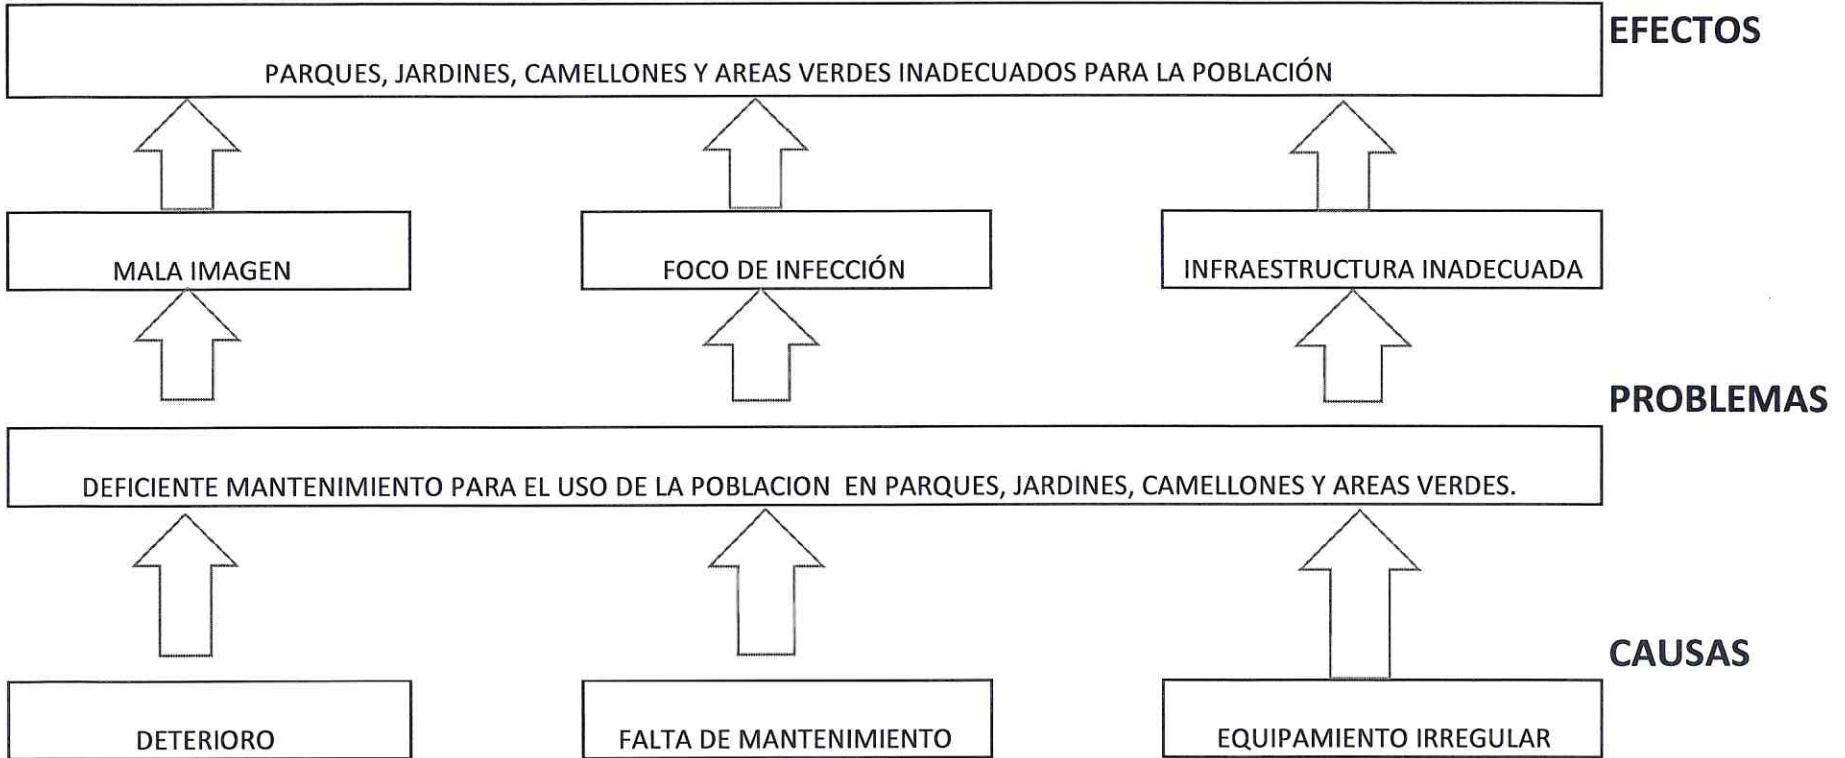 EFECTOS
PARQUES, JARDINES, CAMELLONES Y AREAS VERDES INADECUADOS PARA LA POBLACIÓN
MALA IMAGEN
FOCO DE INFECCIÓN
INFRAESTRUCTURA INADECUADA
PROBLEMAS
DEFICIENTE MANTENIMIENTO PARA EL USO DE LA POBLACION EN PARQUES, JARDINES, CAMELLONES Y AREAS VERDES.
CAUSAS
DETERIORO
FALTA DE MANTENIMIENTO
EQUIPAMIENTO IRREGULAR